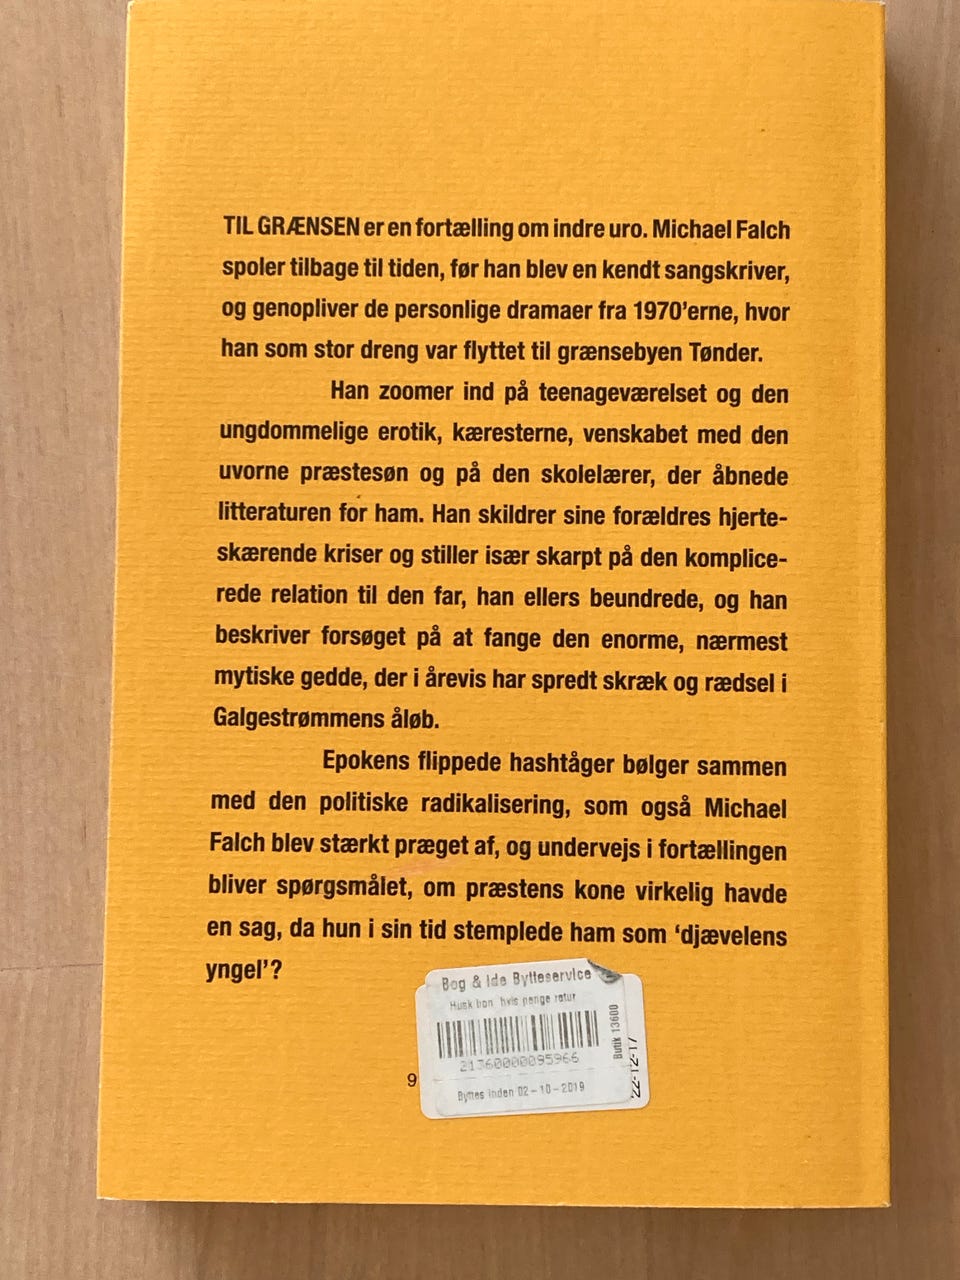 TIL GRÆNSEN er en fortælling om indre uro. Michael Falch
spoler tilbage til tiden, før han blev en kendt sangskriver,
og genopliver de personlige dramaer fra 1970’erne, hvor
han som stor dreng var flyttet til grænsebyen Tønder.
Han zoomer ind på teenageværelset og den
ungdommelige erotik, kæresterne, venskabet med den
uvorne præstesøn og på den skolelærer, der åbnede
litteraturen for ham. Han skildrer sine forældres hjerte-
skærende kriser og stiller især skarpt på den komplice-
rede relation til den far, han ellers beundrede, og han
beskriver forsøget på at fange den enorme, nærmest
mytiske gedde, der i årevis har spredt skræk og rædsel i
Galgestrømmens åløb.
Epokens flippede hashtåger bølger sammen
med den politiske radikalisering, som også Michael
Falch blev stærkt præget af, og undervejs i fortællingen
bliver spørgsmålet, om præstens kone virkelig havde
en sag, da hun i sin tid stemplede ham som ‘djævelens
yngel’?
Bog & Ide Bytteservice
Husk bon hvis penge retur
2136000095966
Byttes inden 02-10-2019
Butik 13600
22-12-17
9